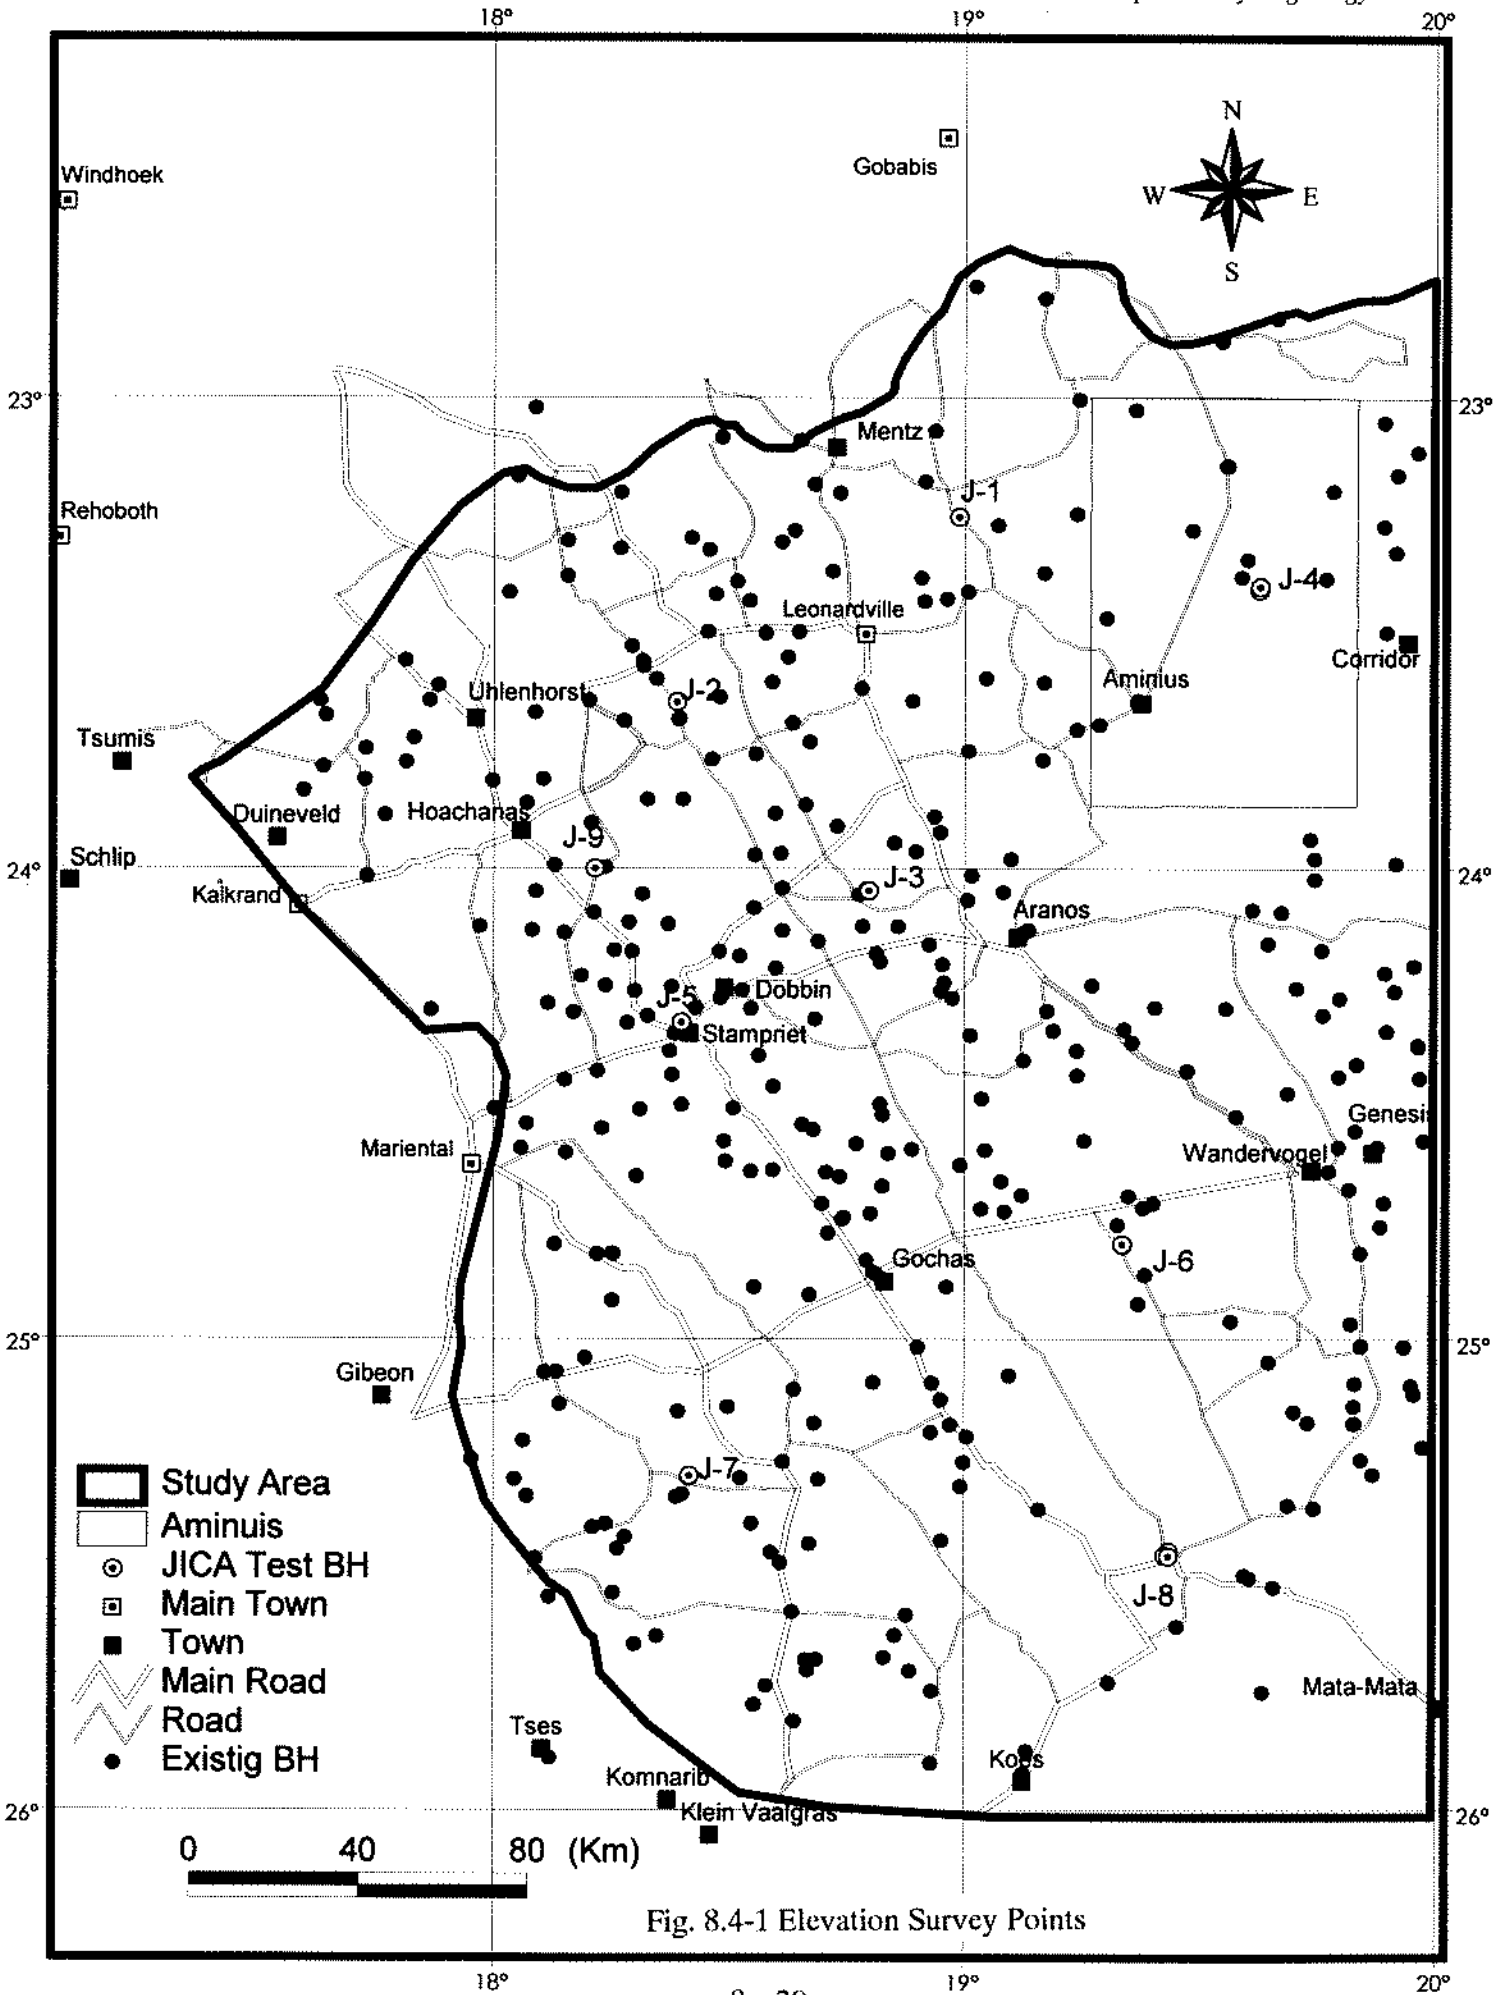 18° 19° 20°
N
W E
S
Gobabis
Windhoek
23° 23°
Mentz
J-1
Rehoboth
J-4
Leonardville
Corridor
Aminius
J-2
Uhlenhorst
Tsumis
Duineveld
Hoachanas
J-9
Schlip
24° 24°
J-3
Kalkrand
Aranos
J-5
Dobbin
Stampriet
Genesis
Mariental
Wandervogel
Gochas
J-6
25° 25°
Gibeon
J-7
Study Area
Aminuis
JICA Test BH
Main Town
J-8
Town
Main Road
Mata-Mata
Road
Tses
Existig BH
Koes
Komnarib
Klein Vaalgras
26° 26°
0 40 80 (Km)
Fig. 8.4-1 Elevation Survey Points
18° 19° 20°